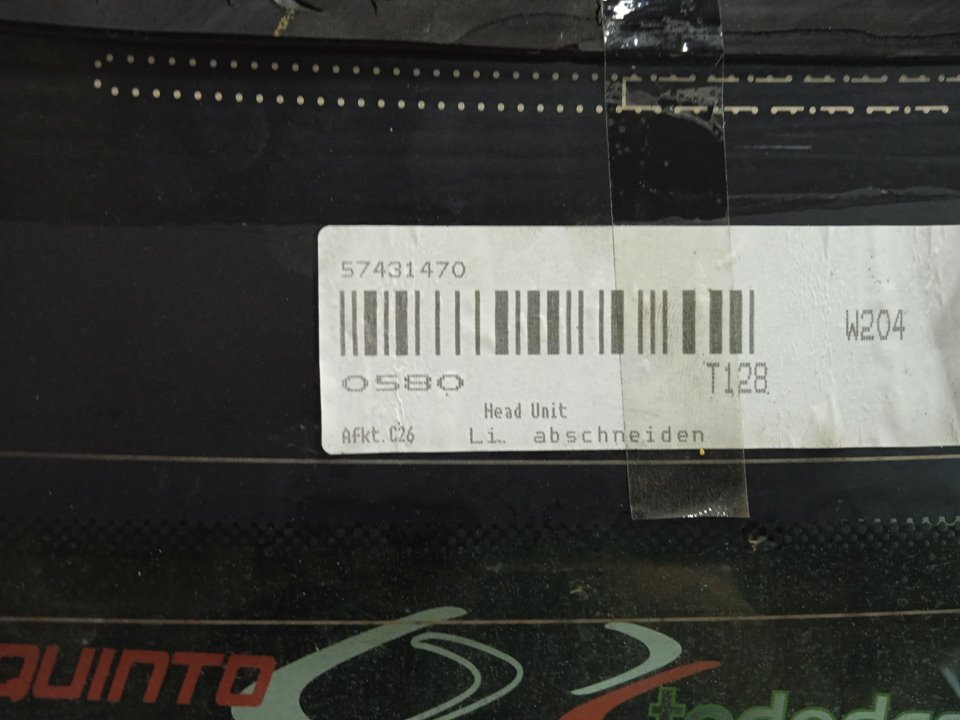 57431470
W204
0580
T128
Head Unit
Afkt.C26
Li. abschneiden
QUINTO